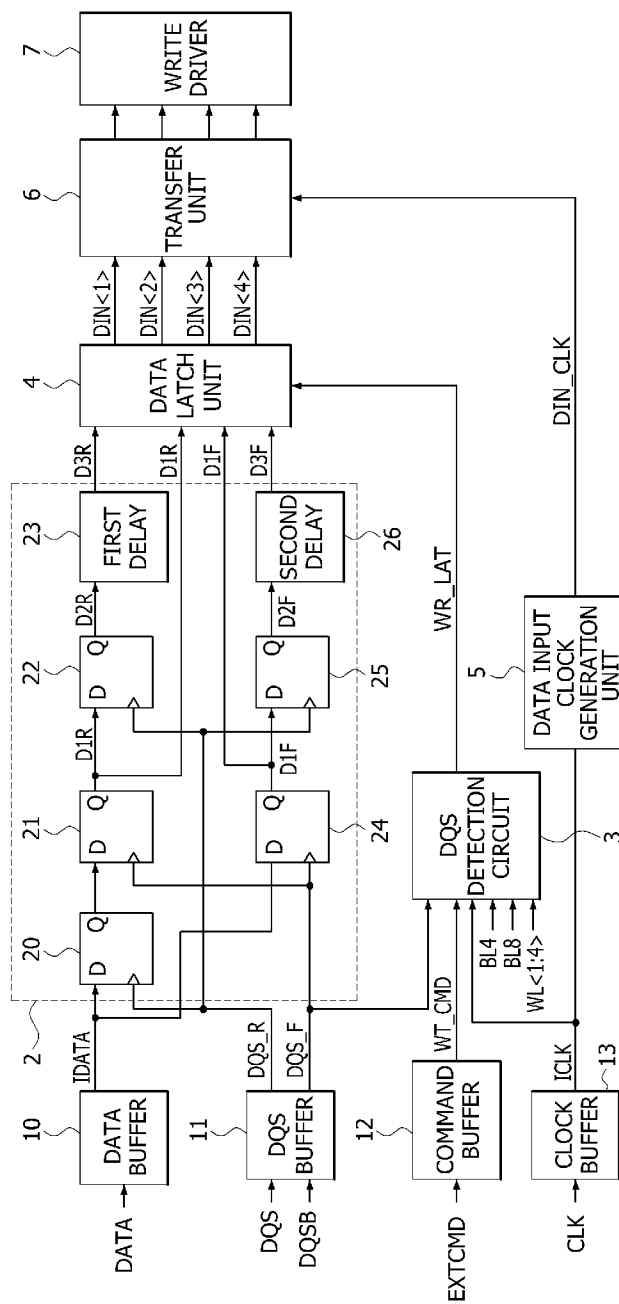 DATA
10
DATA
BUFFER
IDATA
2
20
D
Q
21
D
Q
D1R
22
D
Q
D2R
23
FIRST
DELAY
D3R
D1R
D1F
D3F
24
D
Q
D1F
25
D
Q
D2F
SECOND
DELAY
26
4
DATA
LATCH
UNIT
DIN<1>
DIN<2>
DIN<3>
DIN<4>
6
TRANSFER
UNIT
7
WRITE
DRIVER
DQS
DQSB
11
DQS
BUFFER
DQS_R
DQS_F
EXTCMD
12
COMMAND
BUFFER
WT_CMD
BL4
BL8
WL<1:4>
DQS
DETECTION
CIRCUIT
3
WR_LAT
CLK
CLOCK
BUFFER
13
ICLK
5
DATA INPUT
CLOCK
GENERATION
UNIT
DIN_CLK